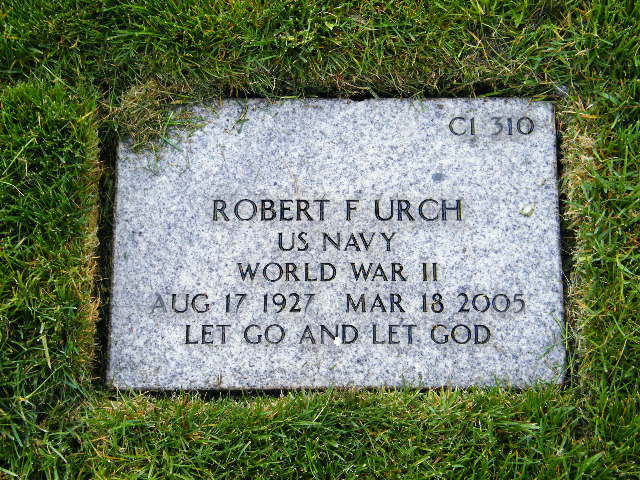 C1 310
ROBERT F URCH
US NAVY
WORLD WAR II
AUG 17 1927 MAR 18 2005
LET GO AND LET GOD